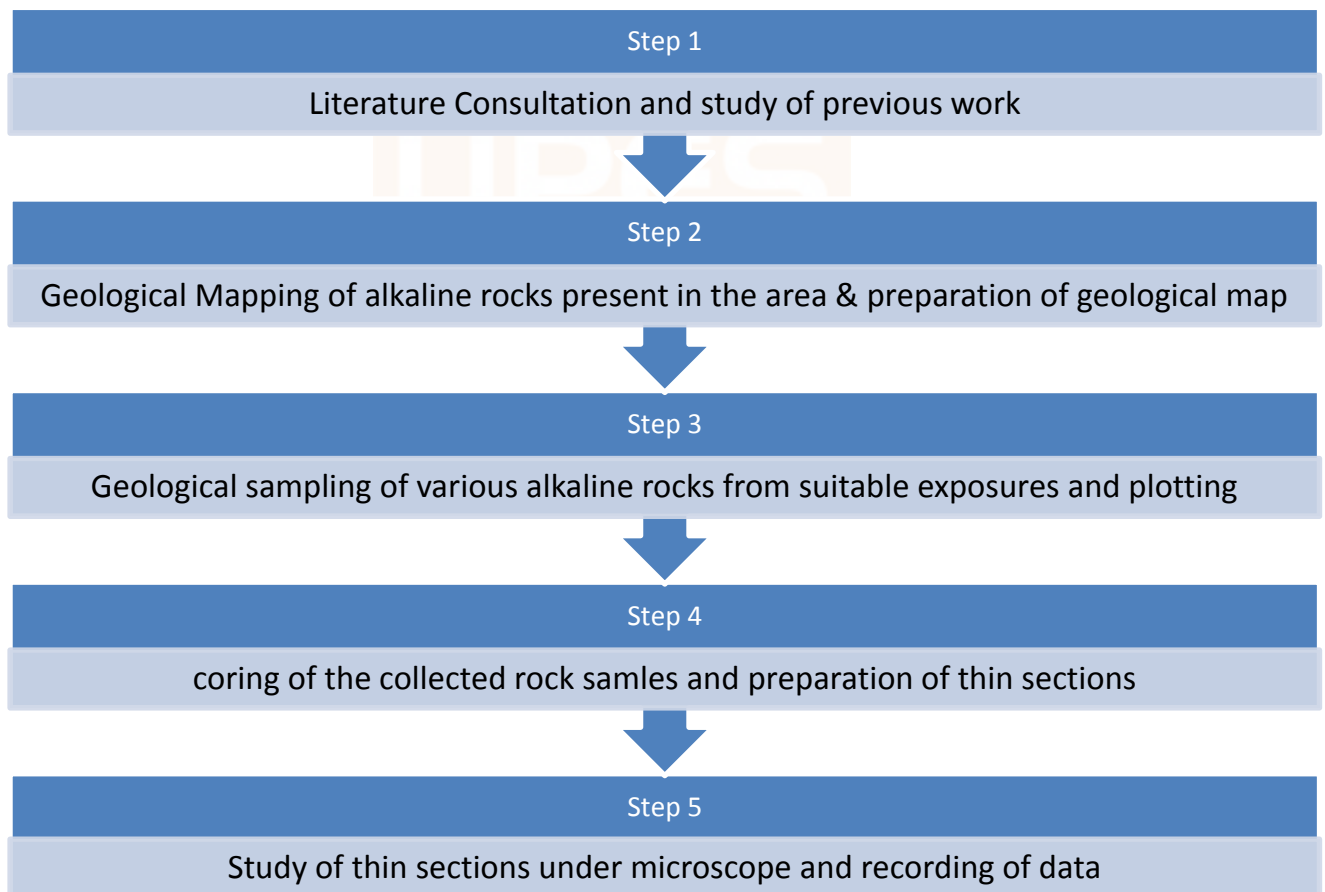 Step 1
Literature Consultation and study of previous work
Step 2
Geological Mapping of alkaline rocks present in the area & preparation of geological map
Step 3
Geological sampling of various alkaline rocks from suitable exposures and plotting
Step 4
coring of the collected rock samles and preparation of thin sections
Step 5
Study of thin sections under microscope and recording of data